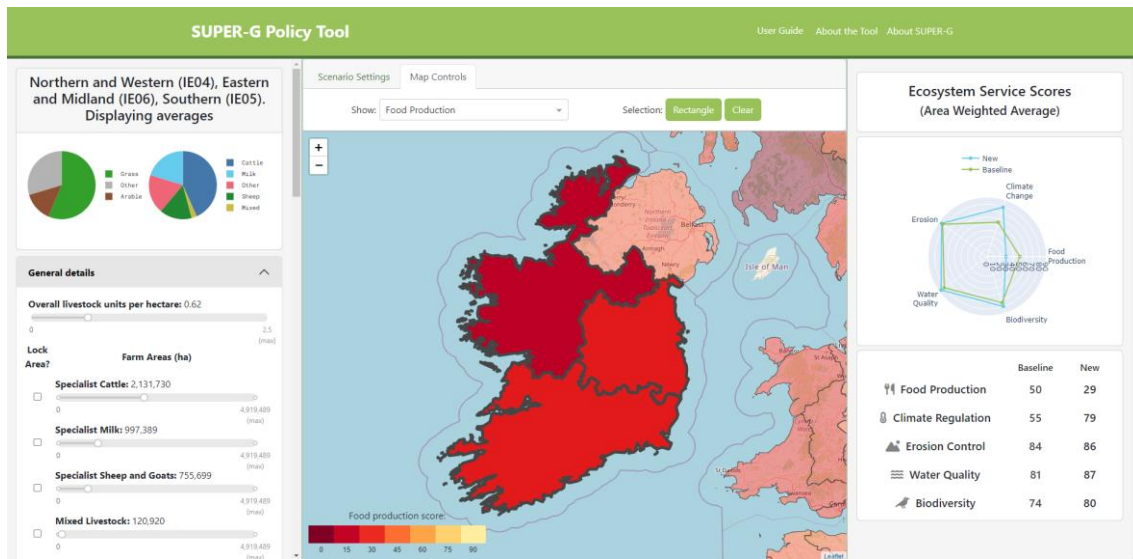 SUPER-G Policy Tool
User Guide About the Tool About SUPER-G
Northern and Western (IE04), Eastern
and Midland (IE06), Southern (IE05).
Displaying averages
Grass
Other
Arable
Cattle
Milk
Other
Sheep
Mixed
General details
Overall livestock units per hectare: 0.62
0 2.5
(max)
Lock
Area?
Farm Areas (ha)
Specialist Cattle: 2,131,730
0 4,919,489
(max)
Specialist Milk: 997,389
0 4,919,489
(max)
Specialist Sheep and Goats: 755,699
0 4,919,489
(max)
Mixed Livestock: 120,920
0 4,919,489
(max)
Scenario Settings Map Controls
Show: Food Production Selection: Rectangle Clear
+
−
Northern
Belfast
Armagh
Newry
Isle of Man
Food production score:
0 15 30 45 60 75 90
Leaflet
Ecosystem Service Scores
(Area Weighted Average)
New
Baseline
Climate
Change
Erosion
Food
Production
Water
Quality
Biodiversity
Baseline New
Food Production 50 29
Climate Regulation 55 79
Erosion Control 84 86
Water Quality 81 87
Biodiversity 74 80